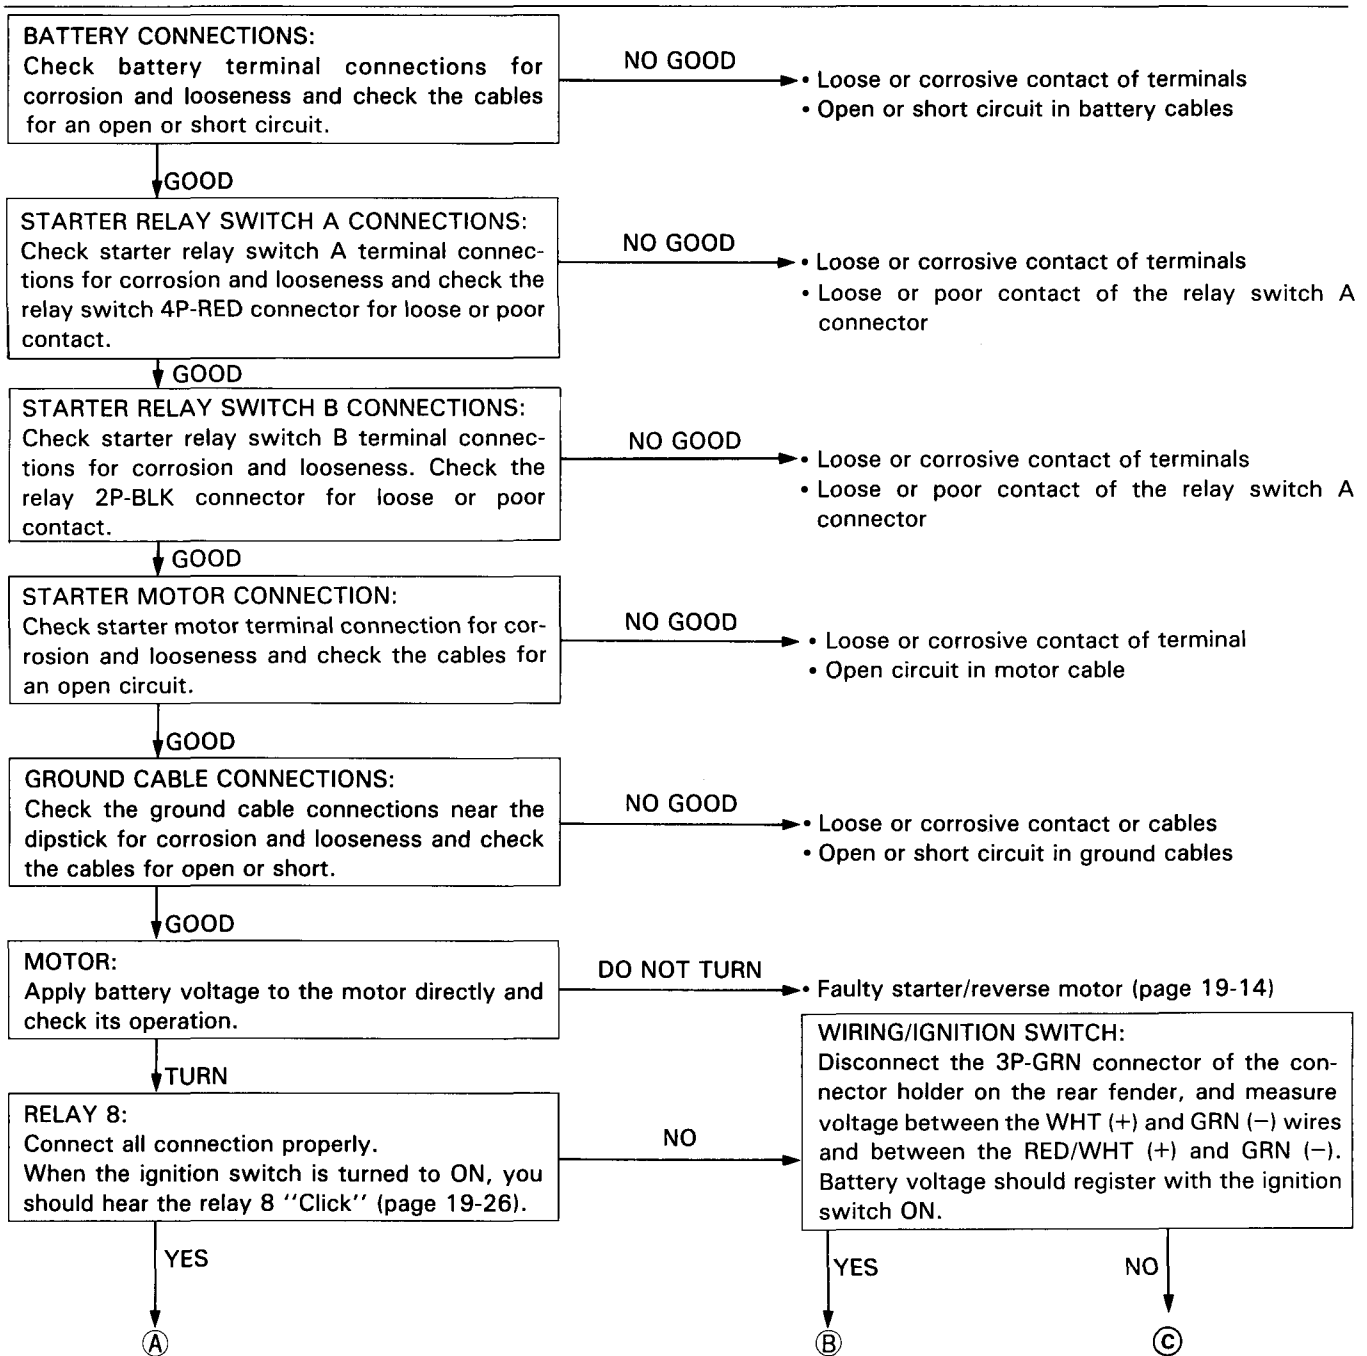 BATTERY CONNECTIONS:
Check battery terminal connections for
corrosion and looseness and check the cables
for an open or short circuit.
NO GOOD
• Loose or corrosive contact of terminals
• Open or short circuit in battery cables
GOOD
STARTER RELAY SWITCH A CONNECTIONS:
Check starter relay switch A terminal connec-
tions for corrosion and looseness and check the
relay switch 4P-RED connector for loose or poor
contact.
NO GOOD
• Loose or corrosive contact of terminals
• Loose or poor contact of the relay switch A
connector
GOOD
STARTER RELAY SWITCH B CONNECTIONS:
Check starter relay switch B terminal connec-
tions for corrosion and looseness. Check the
relay 2P-BLK connector for loose or poor
contact.
NO GOOD
• Loose or corrosive contact of terminals
• Loose or poor contact of the relay switch A
connector
GOOD
STARTER MOTOR CONNECTION:
Check starter motor terminal connection for cor-
rosion and looseness and check the cables for
an open circuit.
NO GOOD
• Loose or corrosive contact of terminal
• Open circuit in motor cable
GOOD
GROUND CABLE CONNECTIONS:
Check the ground cable connections near the
dipstick for corrosion and looseness and check
the cables for open or short.
NO GOOD
• Loose or corrosive contact or cables
• Open or short circuit in ground cables
GOOD
MOTOR:
Apply battery voltage to the motor directly and
check its operation.
DO NOT TURN
• Faulty starter/reverse motor (page 19-14)
TURN
RELAY 8:
Connect all connection properly.
When the ignition switch is turned to ON, you
should hear the relay 8 ''Click'' (page 19-26).
NO
WIRING/IGNITION SWITCH:
Disconnect the 3P-GRN connector of the con-
nector holder on the rear fender, and measure
voltage between the WHT (+) and GRN (−) wires
and between the RED/WHT (+) and GRN (−).
Battery voltage should register with the ignition
switch ON.
YES
YES
NO
Ⓐ
Ⓑ
Ⓒ